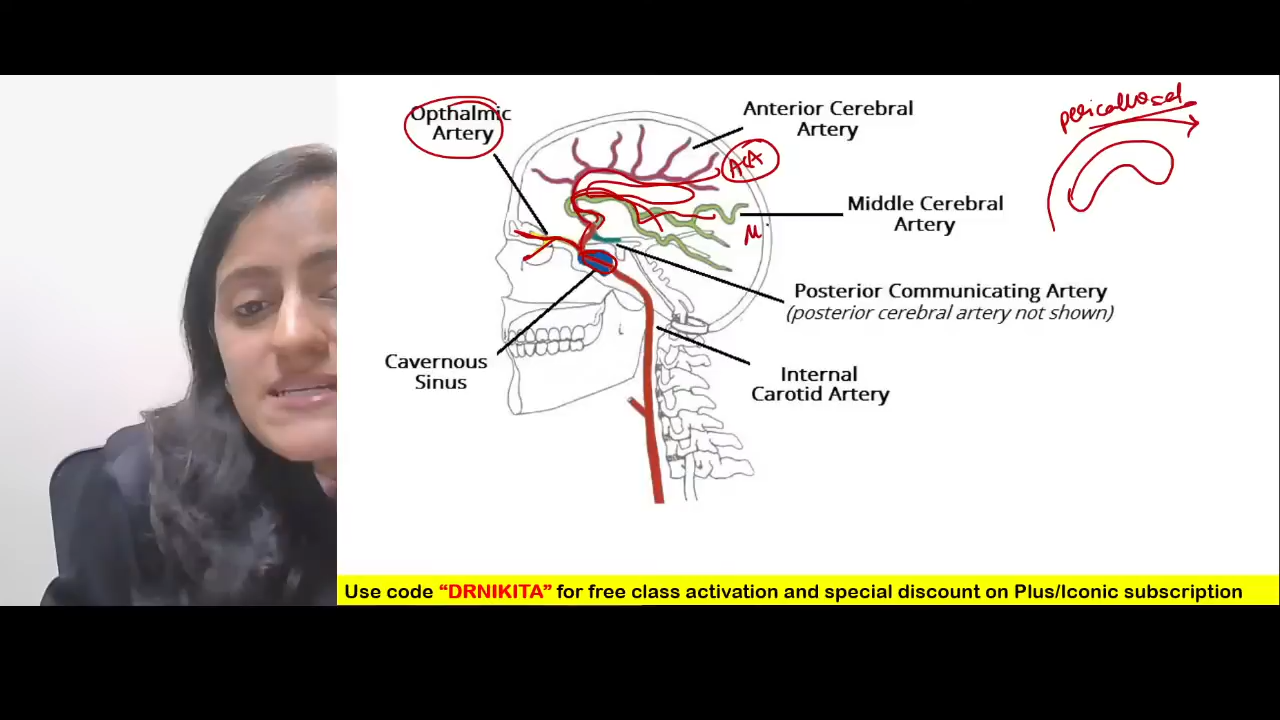 Opthalmic
Artery
Anterior Cerebral
Artery
pericallosal
ACA
Middle Cerebral
Artery
M
Posterior Communicating Artery
(posterior cerebral artery not shown)
Cavernous
Sinus
Internal
Carotid Artery
Use code “DRNIKITA” for free class activation and special discount on Plus/Iconic subscription